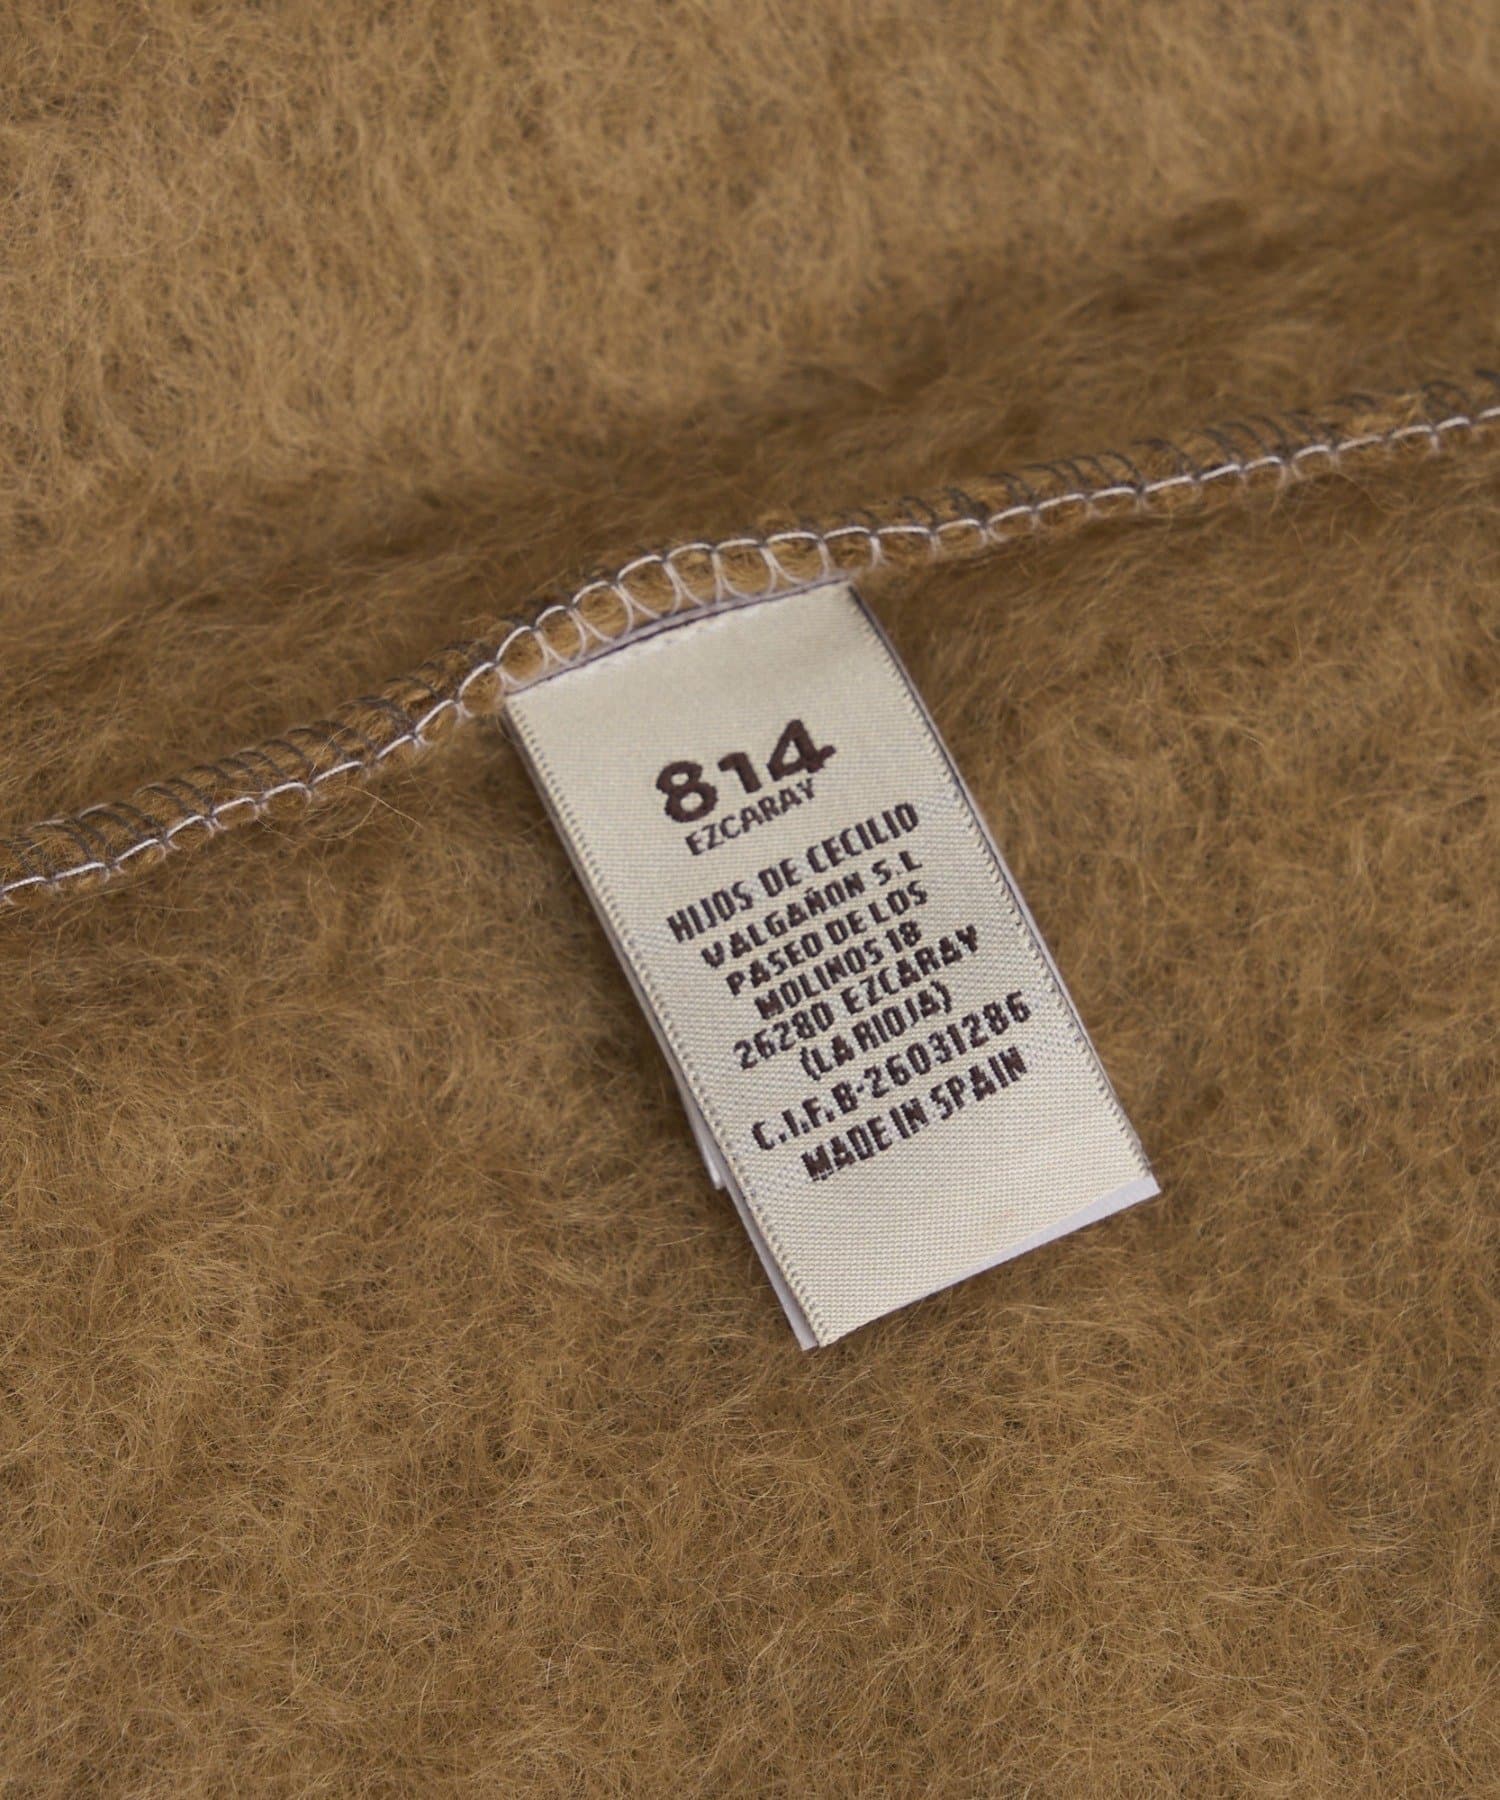 814
EZCARAY
HIJOS DE CECILIO
VALGAÑON S.L
PASEO DE LOS
MOLINOS 18
26280 EZCARAY
(LA RIOJA)
C.I.F. B-26031286
MADE IN SPAIN